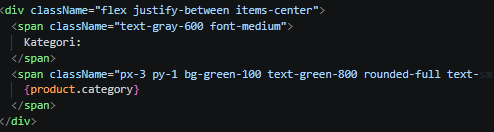 <div className="flex justify-between items-center">
<span className="text-gray-600 font-medium">
Kategori:
</span>
<span className="px-3 py-1 bg-green-100 text-green-800 rounded-full text-sm
{product.category}
</span>
</div>